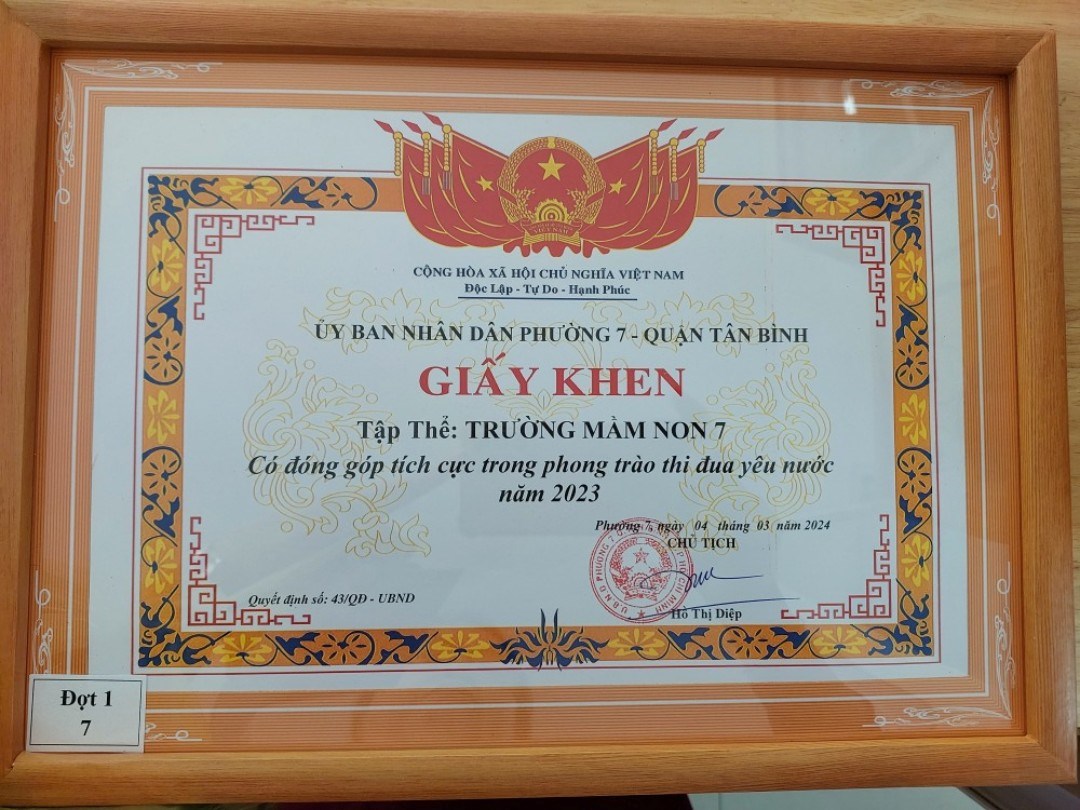 CỘNG HÒA XÃ HỘI CHỦ NGHĨA VIỆT NAM
Độc Lập - Tự Do - Hạnh Phúc
ỦY BAN NHÂN DÂN PHƯỜNG 7 - QUẬN TÂN BÌNH
GIẤY KHEN
Tập Thể: TRƯỜNG MẦM NON 7
Có đóng góp tích cực trong phong trào thi đua yêu nước
năm 2023
Phường 7, ngày 04 tháng 03 năm 2024
CHỦ TỊCH
Quyết định số: 43/QĐ - UBND
Hồ Thị Diệp
Đợt 1
7